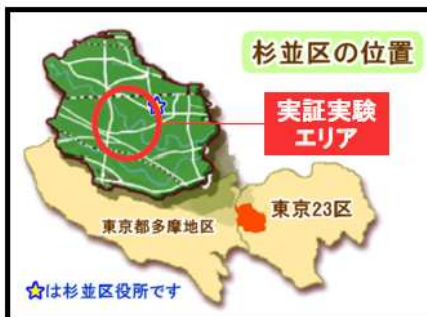 杉並区の位置
実証実験
エリア
東京23区
東京都多摩地区
は杉並区役所です